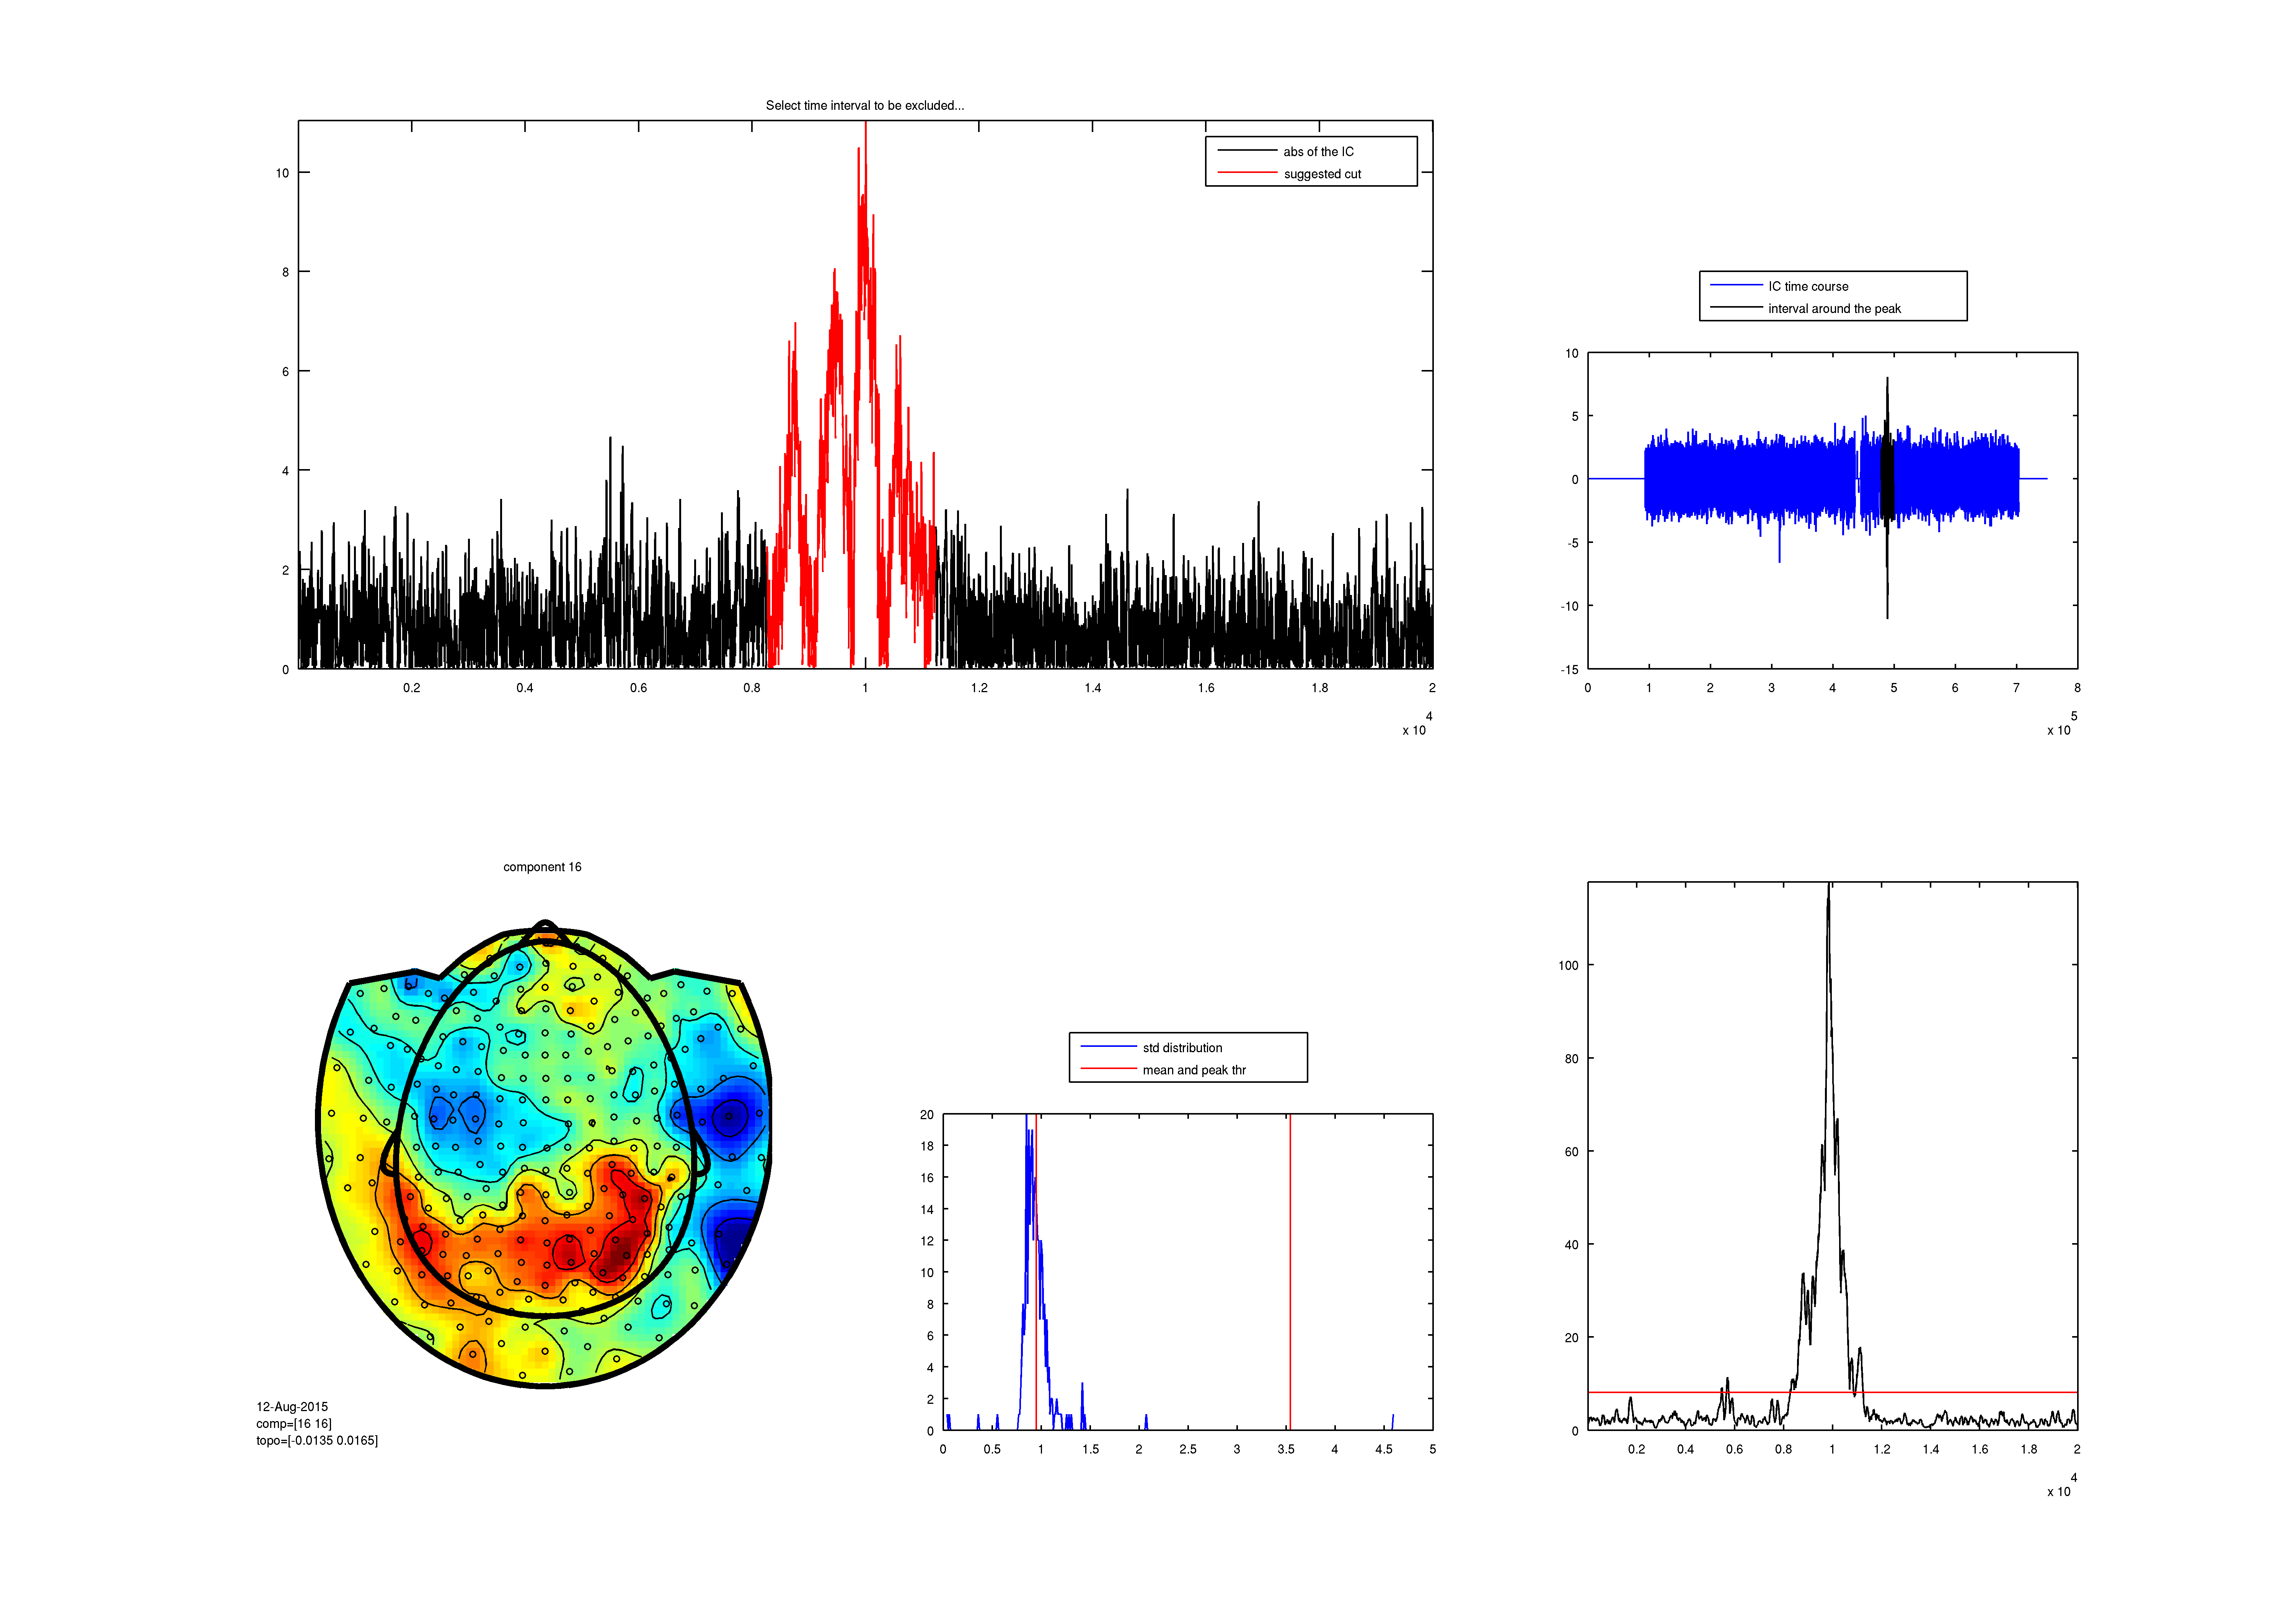 Select time interval to be excluded...
abs of the IC
suggested cut
10
8
6
4
2
0
0.2 0.4 0.6 0.8 1 1.2 1.4 1.6 1.8 2
4
x 10
IC time course
interval around the peak
10
5
0
-5
-10
-15
0 1 2 3 4 5 6 7 8
5
x 10
component 16
12-Aug-2015
comp=[16 16]
topo=[-0.0135 0.0165]
std distribution
mean and peak thr
20
18
16
14
12
10
8
6
4
2
0
0 0.5 1 1.5 2 2.5 3 3.5 4 4.5 5
100
80
60
40
20
0
0.2 0.4 0.6 0.8 1 1.2 1.4 1.6 1.8 2
4
x 10